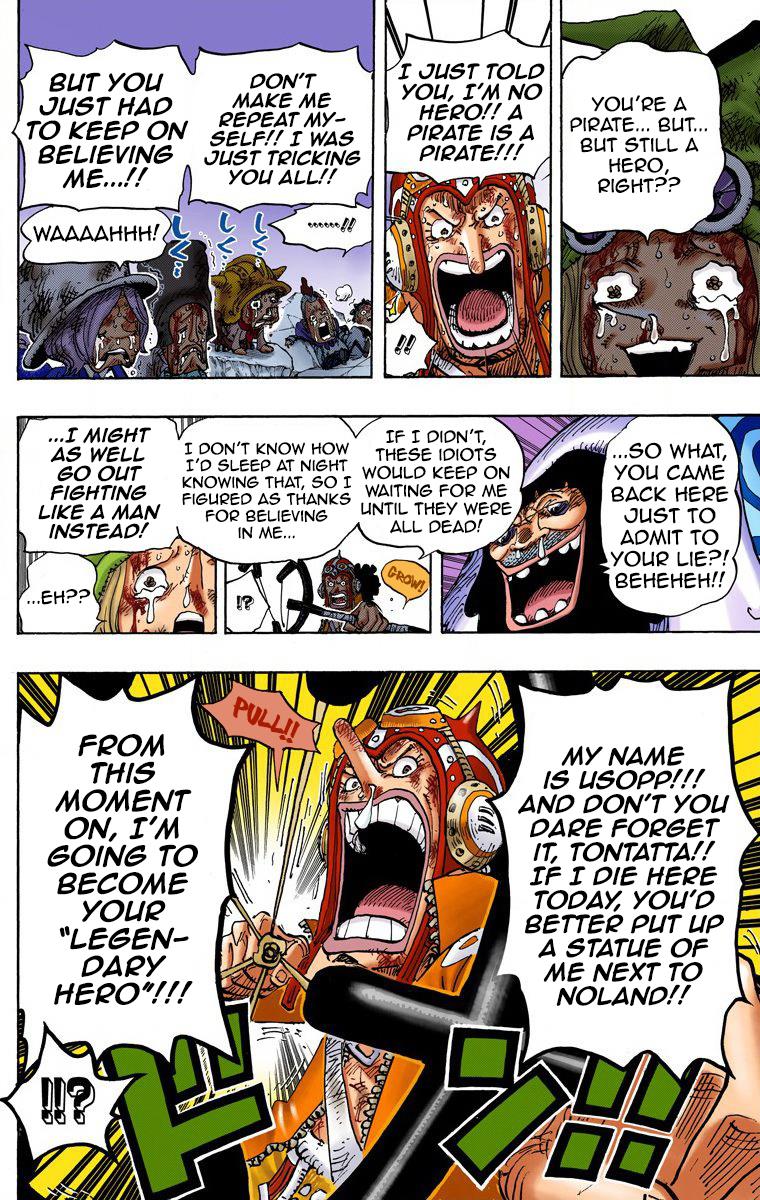 YOU'RE A
PIRATE... BUT...
BUT STILL A
HERO,
RIGHT??
I JUST TOLD
YOU, I'M NO
HERO!! A
PIRATE IS A
PIRATE!!!
!!
DON'T
MAKE ME
REPEAT MY-
SELF!! I WAS
JUST TRICKING
YOU ALL!!
BUT YOU
JUST HAD
TO KEEP ON
BELIEVING
ME...!!
........!!
WAAAAHHH!
...SO WHAT,
YOU CAME
BACK HERE
JUST TO
ADMIT TO
YOUR LIE?!
BEHEHEH!!
IF I DIDN'T,
THESE IDIOTS
WOULD KEEP ON
WAITING FOR ME
UNTIL THEY WERE
ALL DEAD!
I DON'T KNOW HOW
I'D SLEEP AT NIGHT
KNOWING THAT, SO I
FIGURED AS THANKS
FOR BELIEVING
IN ME...
GROW!
!?
...I MIGHT
AS WELL
GO OUT
FIGHTING
LIKE A MAN
INSTEAD!
...EH??
MY NAME
IS USOPP!!!
AND DON'T YOU
DARE FORGET
IT, TONTATTA!!
IF I DIE HERE
TODAY, YOU'D
BETTER PUT UP
A STATUE OF
ME NEXT TO
NOLAND!!
PULL!!
FROM
THIS
MOMENT
ON, I'M
GOING TO
BECOME
YOUR
"LEGEN-
DARY
HERO"!!!
!!?
ドン!!